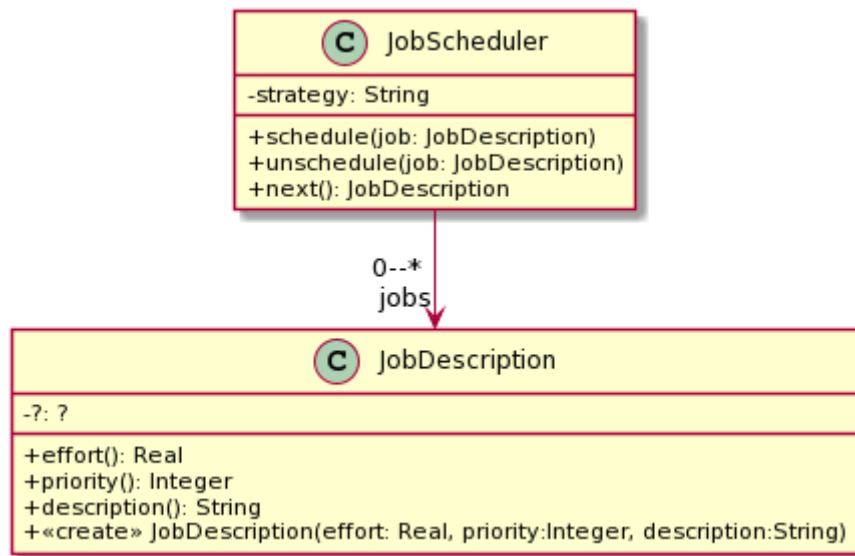 C JobScheduler
-strategy: String
+schedule(job: JobDescription)
+unschedule(job: JobDescription)
+next(): JobDescription
0--*
jobs
C JobDescription
-?: ?
+effort(): Real
+priority(): Integer
+description(): String
+«create» JobDescription(effort: Real, priority:Integer, description:String)